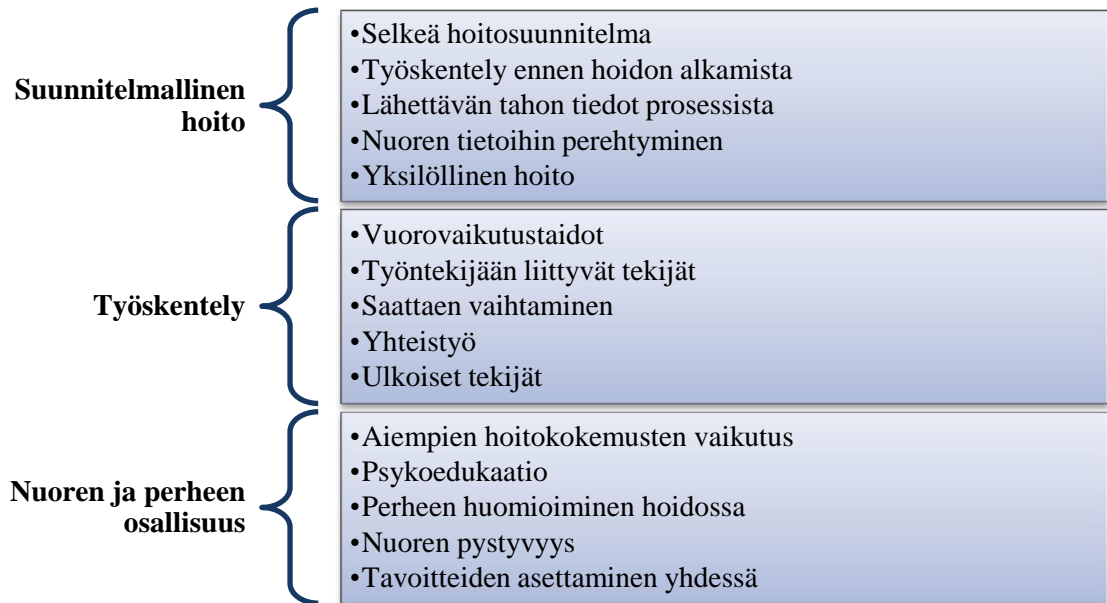 Suunnitelmallinen
hoito
•Selkeä hoitosuunnitelma
•Työskentely ennen hoidon alkamista
•Lähettävän tahon tiedot prosessista
•Nuoren tietoihin perehtyminen
•Yksilöllinen hoito
Työskentely
•Vuorovaikutustaidot
•Työntekijään liittyvät tekijät
•Saattaen vaihtaminen
•Yhteistyö
•Ulkoiset tekijät
Nuoren ja perheen
osallisuus
•Aiempien hoitokokemusten vaikutus
•Psykoedukaatio
•Perheen huomioiminen hoidossa
•Nuoren pystyvyys
•Tavoitteiden asettaminen yhdessä